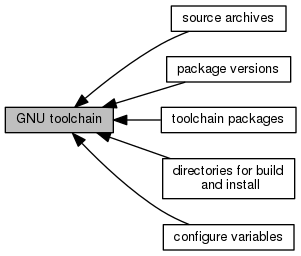 source archives
package versions
GNU toolchain
toolchain packages
directories for build
and install
configure variables